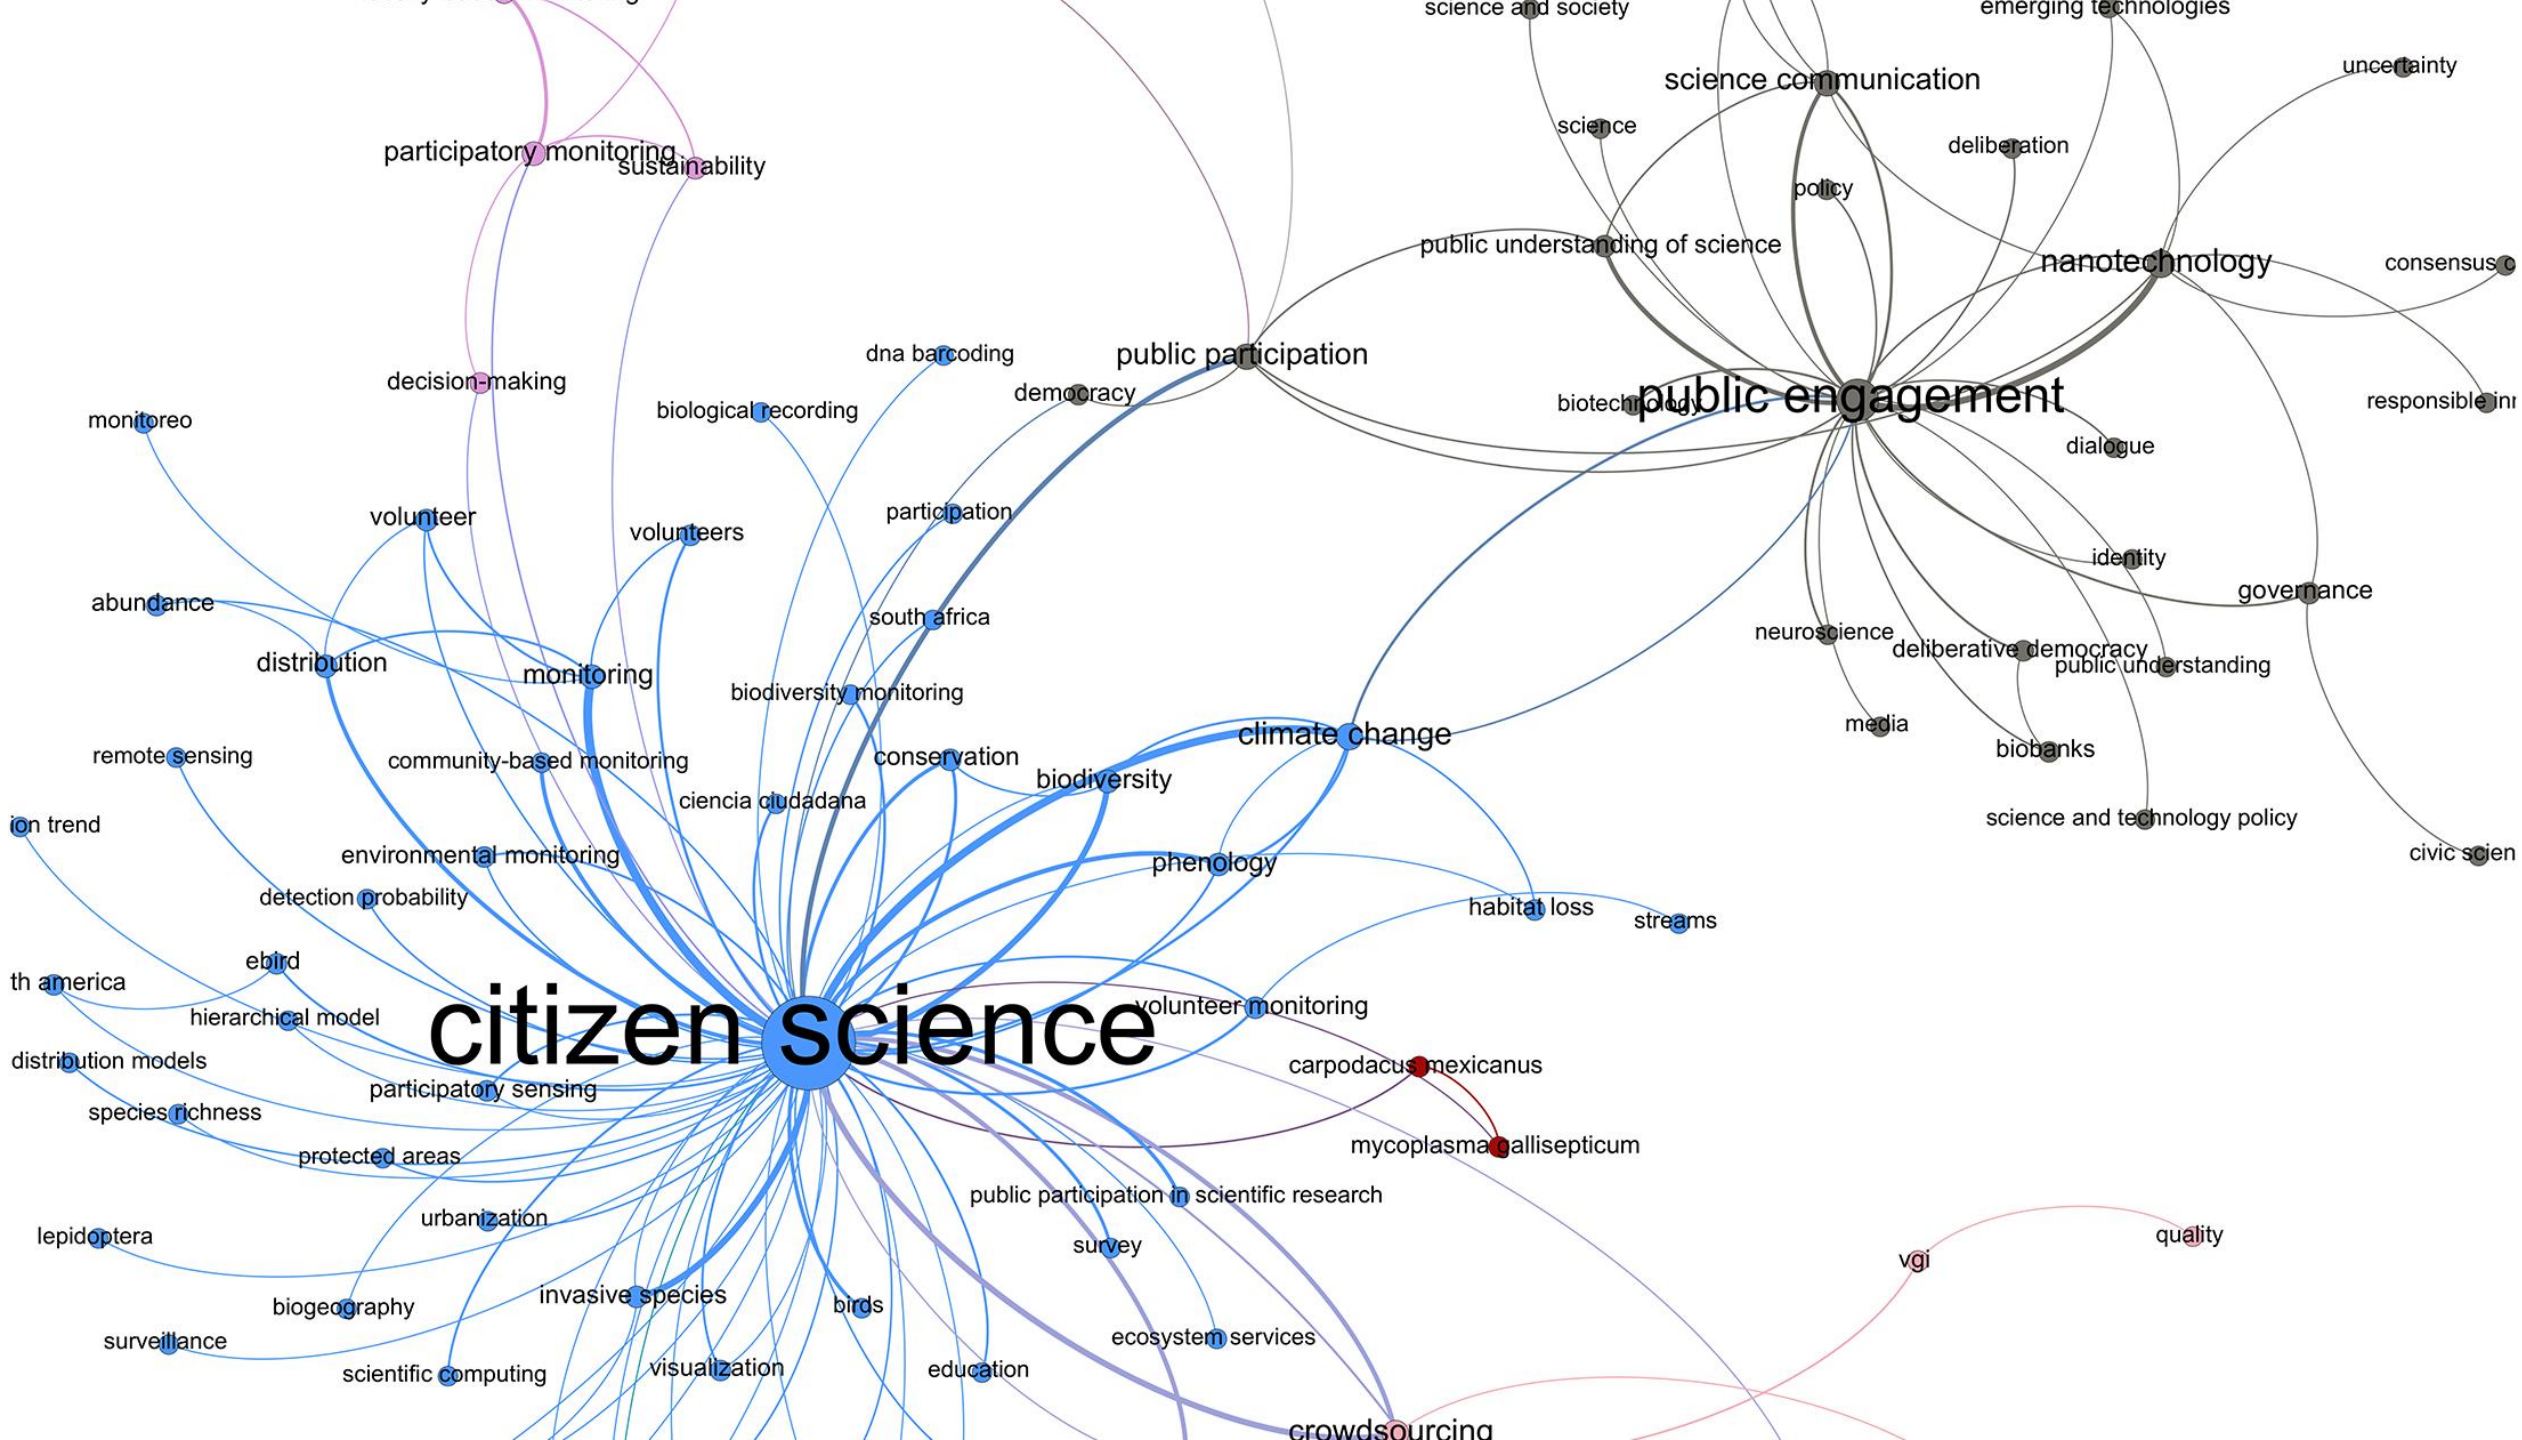 science and society
emerging technologies
uncertainty
science communication
science
deliberation
participatory monitoring
sustainability
policy
public understanding of science
nanotechnology
consensus c
dna barcoding
public participation
decision-making
democracy
biological recording
biotechnology
public engagement
responsible inn
monitoreo
dialogue
volunteer
participation
volunteers
identity
abundance
south africa
governance
distribution
monitoring
neuroscience
deliberative democracy
public understanding
biodiversity monitoring
media
climate change
remote sensing
community-based monitoring
conservation
biobanks
biodiversity
ciencia ciudadana
science and technology policy
ion trend
environmental monitoring
phenology
civic scien
detection probability
habitat loss
streams
ebird
th america
hierarchical model
citizen science
volunteer monitoring
distribution models
carpodacus mexicanus
participatory sensing
species richness
mycoplasma gallisepticum
protected areas
public participation in scientific research
urbanization
lepidoptera
survey
quality
vgi
invasive species
biogeography
birds
surveillance
ecosystem services
scientific computing
visualization
education
crowdsourcing